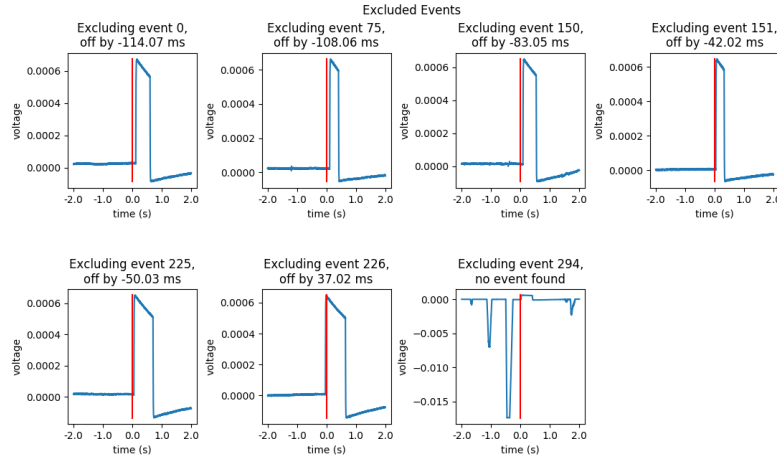 Excluded Events
Excluding event 0,
off by -114.07 ms
Excluding event 75,
off by -108.06 ms
Excluding event 150,
off by -83.05 ms
Excluding event 151,
off by -42.02 ms
voltage
0.0006
0.0004
0.0002
0.0000
-2.0 -1.0 0.0 1.0 2.0
time (s)
voltage
0.0006
0.0004
0.0002
0.0000
-2.0 -1.0 0.0 1.0 2.0
time (s)
voltage
0.0006
0.0004
0.0002
0.0000
-2.0 -1.0 0.0 1.0 2.0
time (s)
voltage
0.0006
0.0004
0.0002
0.0000
-2.0 -1.0 0.0 1.0 2.0
time (s)
Excluding event 225,
off by -50.03 ms
Excluding event 226,
off by 37.02 ms
Excluding event 294,
no event found
voltage
0.0006
0.0004
0.0002
0.0000
-2.0 -1.0 0.0 1.0 2.0
time (s)
voltage
0.0006
0.0004
0.0002
0.0000
-2.0 -1.0 0.0 1.0 2.0
time (s)
voltage
0.000
−0.005
−0.010
−0.015
-2.0 -1.0 0.0 1.0 2.0
time (s)